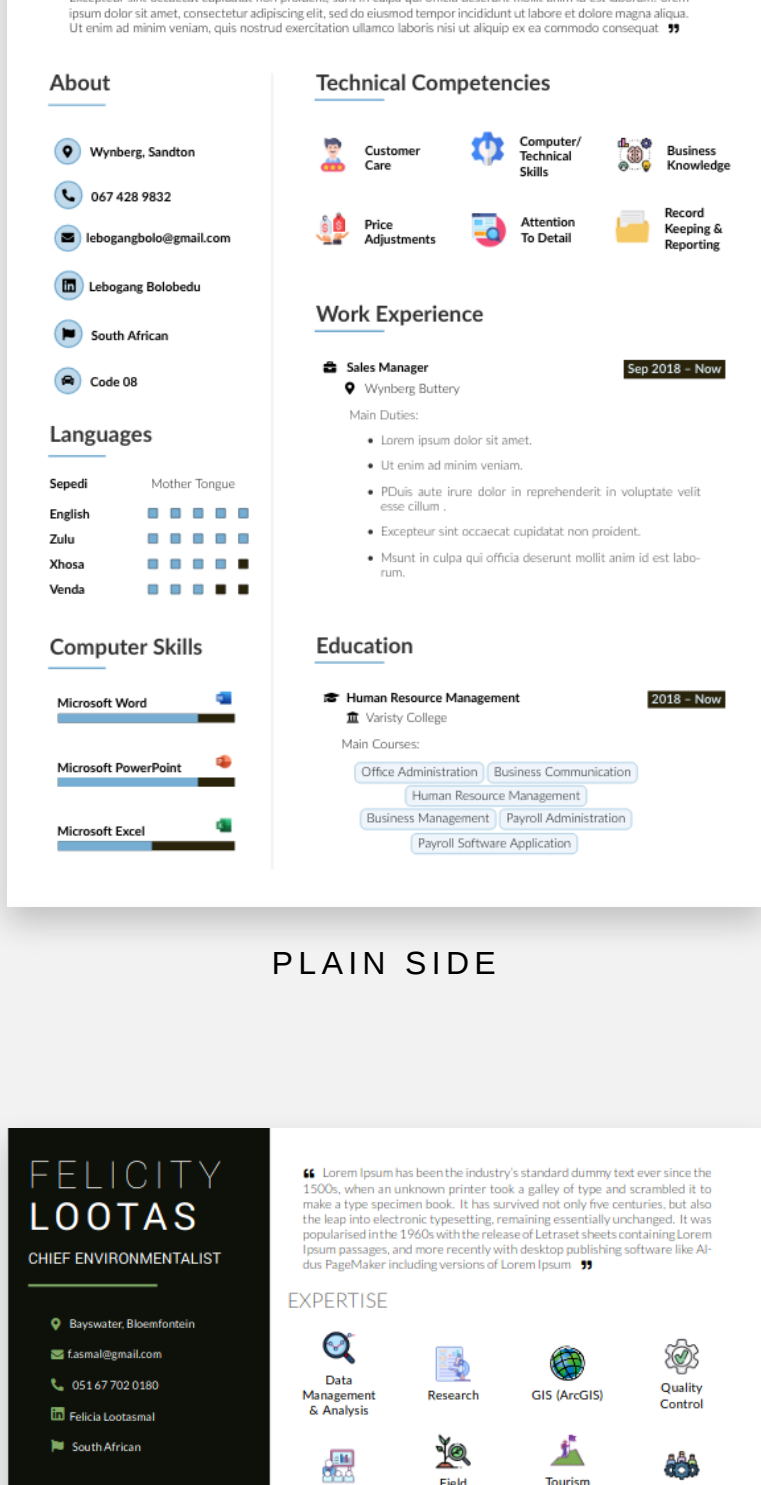 ipsum dolor sit amet, consectetur adipiscing elit, sed do eiusmod tempor incididunt ut labore et dolore magna aliqua.
Ut enim ad minim veniam, quis nostrud exercitation ullamco laboris nisi ut aliquip ex ea commodo consequat ”
About
Wynberg, Sandton
067 428 9832
lebogangbolo@gmail.com
Lebogang Bolobedu
South African
Code 08
Languages
Sepedi Mother Tongue
English
Zulu
Xhosa
Venda
Computer Skills
Microsoft Word
Microsoft PowerPoint
Microsoft Excel
Technical Competencies
Customer
Care
Computer/
Technical
Skills
Business
Knowledge
Price
Adjustments
Attention
To Detail
Record
Keeping &
Reporting
Work Experience
Sales Manager Sep 2018 – Now
Wynberg Buttery
Main Duties:
• Lorem ipsum dolor sit amet.
• Ut enim ad minim veniam.
• PDuis aute irure dolor in reprehenderit in voluptate velit
esse cillum .
• Excepteur sint occaecat cupidatat non proident.
• Msunt in culpa qui officia deserunt mollit anim id est labo-
rum.
Education
Human Resource Management 2018 – Now
Varisty College
Main Courses:
Office Administration Business Communication
Human Resource Management
Business Management Payroll Administration
Payroll Software Application
PLAIN SIDE
FELICITY
LOOTAS
CHIEF ENVIRONMENTALIST
Bayswater, Bloemfontein
f.asmal@gmail.com
051 67 702 0180
Felicia Lootasmal
South African
“ Lorem Ipsum has been the industry's standard dummy text ever since the
1500s, when an unknown printer took a galley of type and scrambled it to
make a type specimen book. It has survived not only five centuries, but also
the leap into electronic typesetting, remaining essentially unchanged. It was
popularised in the 1960s with the release of Letraset sheets containing Lorem
Ipsum passages, and more recently with desktop publishing software like Al-
dus PageMaker including versions of Lorem Ipsum ”
EXPERTISE
Data
Management
& Analysis
Research
GIS (ArcGIS)
Quality
Control
Field
Tourism